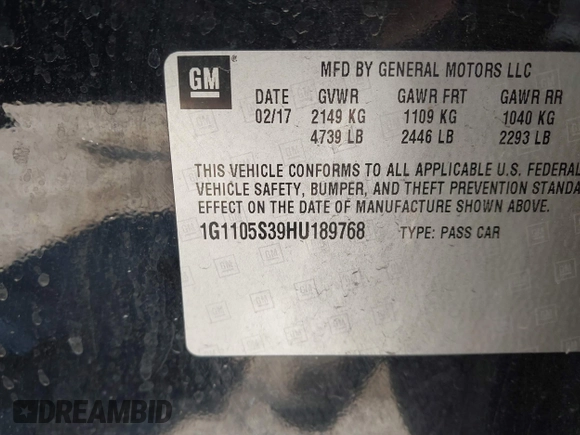 GM ® MFD BY GENERAL MOTORS LLC
DATE GVWR GAWR FRT GAWR RR
02/17 2149 KG 1109 KG 1040 KG
4739 LB 2446 LB 2293 LB
THIS VEHICLE CONFORMS TO ALL APPLICABLE U.S. FEDERAL
VEHICLE SAFETY, BUMPER, AND THEFT PREVENTION STANDA
EFFECT ON THE DATE OF MANUFACTURE SHOWN ABOVE.
1G1105S39HU189768 TYPE: PASS CAR
DREAMBID